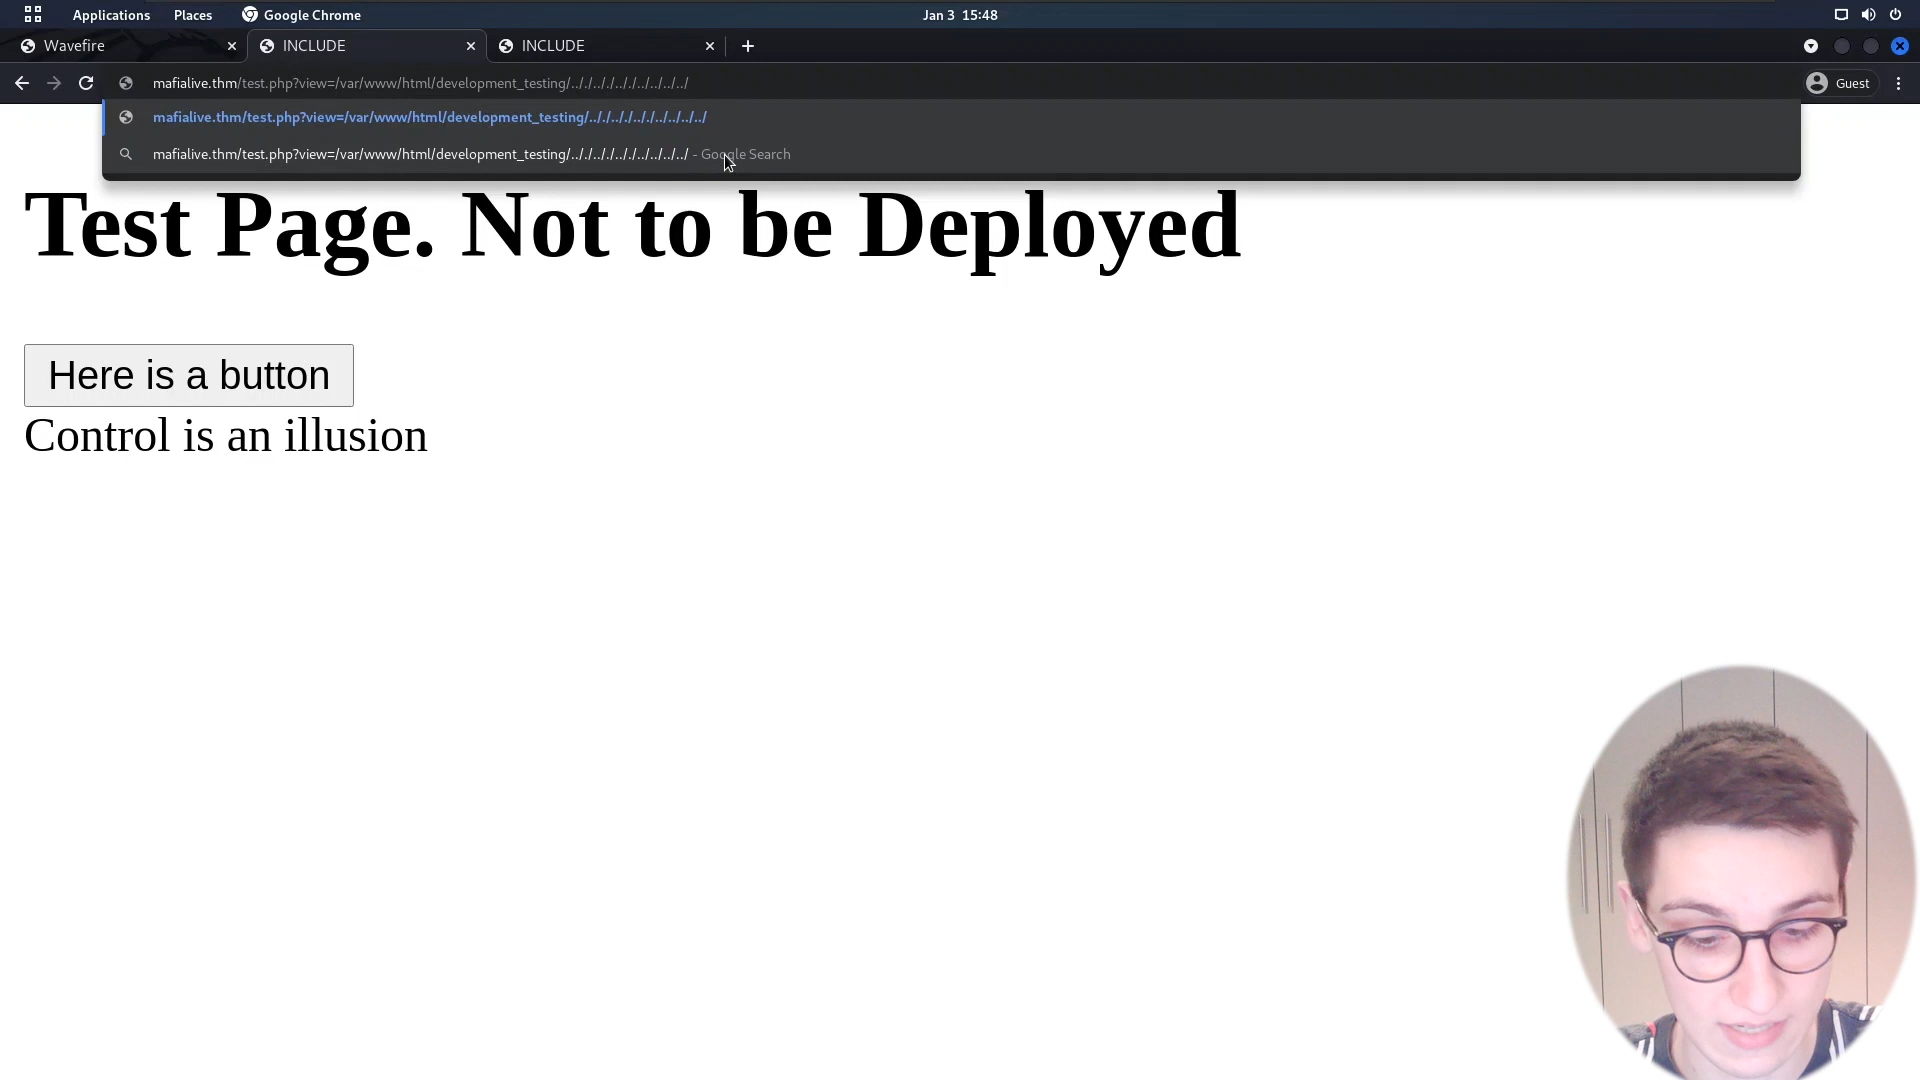 Applications Places Google Chrome Jan 3 15:48
Wavefire INCLUDE INCLUDE
mafialive.thm/test.php?view=/var/www/html/development_testing/.././.././.././../../../../../ Guest
mafialive.thm/test.php?view=/var/www/html/development_testing/.././.././.././../../../../../
mafialive.thm/test.php?view=/var/www/html/development_testing/.././.././.././../../../../../ - Google Search
Test Page. Not to be Deployed
Here is a button
Control is an illusion